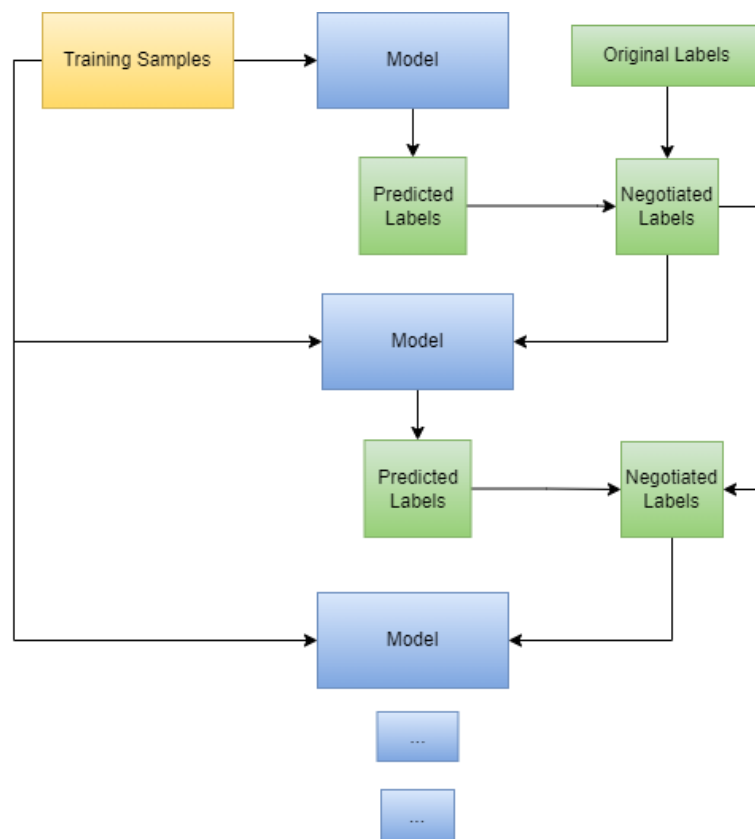 Training Samples
Model
Original Labels
Predicted
Labels
Negotiated
Labels
Model
Predicted
Labels
Negotiated
Labels
Model
...
...